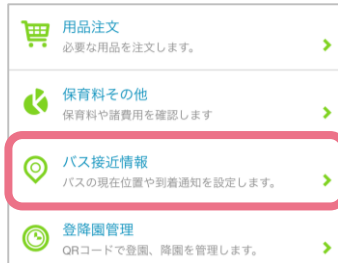 用品注文
必要な用品を注文します。
保育料その他
保育料や諸費用を確認します
バス接近情報
バスの現在位置や到着通知を設定します。
登降園管理
QRコードで登園、降園を管理します。